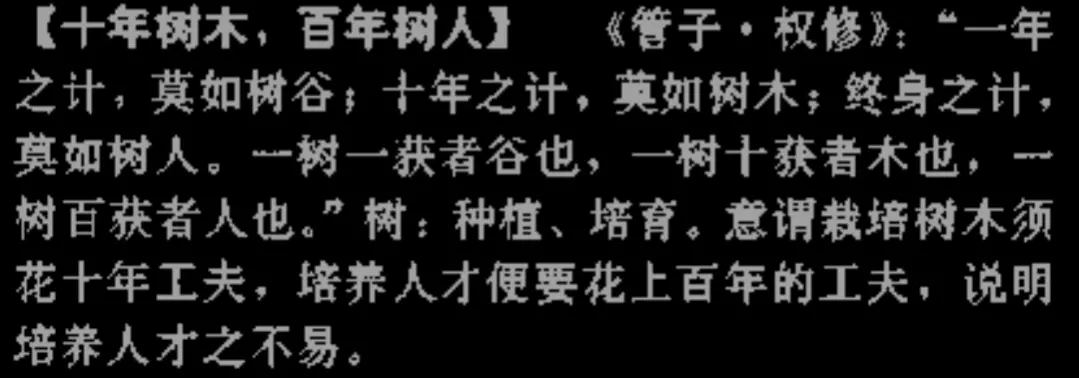 【十年树木，百年树人】 《管子·权修》：“一年
之计，莫如树谷；十年之计，莫如树木；终身之计，
莫如树人。一树一获者谷也，一树十获者木也，一
树百获者人也。”树：种植、培育。意谓栽培树木须
花十年工夫，培养人才便要花上百年的工夫，说明
培养人才之不易。